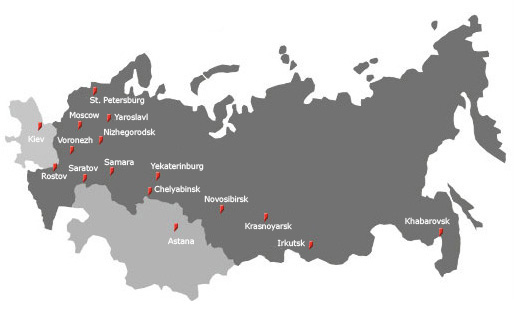 St. Petersburg
Moscow
Yaroslavl
Nizhegorodsk
Kiev
Voronezh
Samara
Yekaterinburg
Rostov
Saratov
Chelyabinsk
Novosibirsk
Krasnoyarsk
Khabarovsk
Astana
Irkutsk